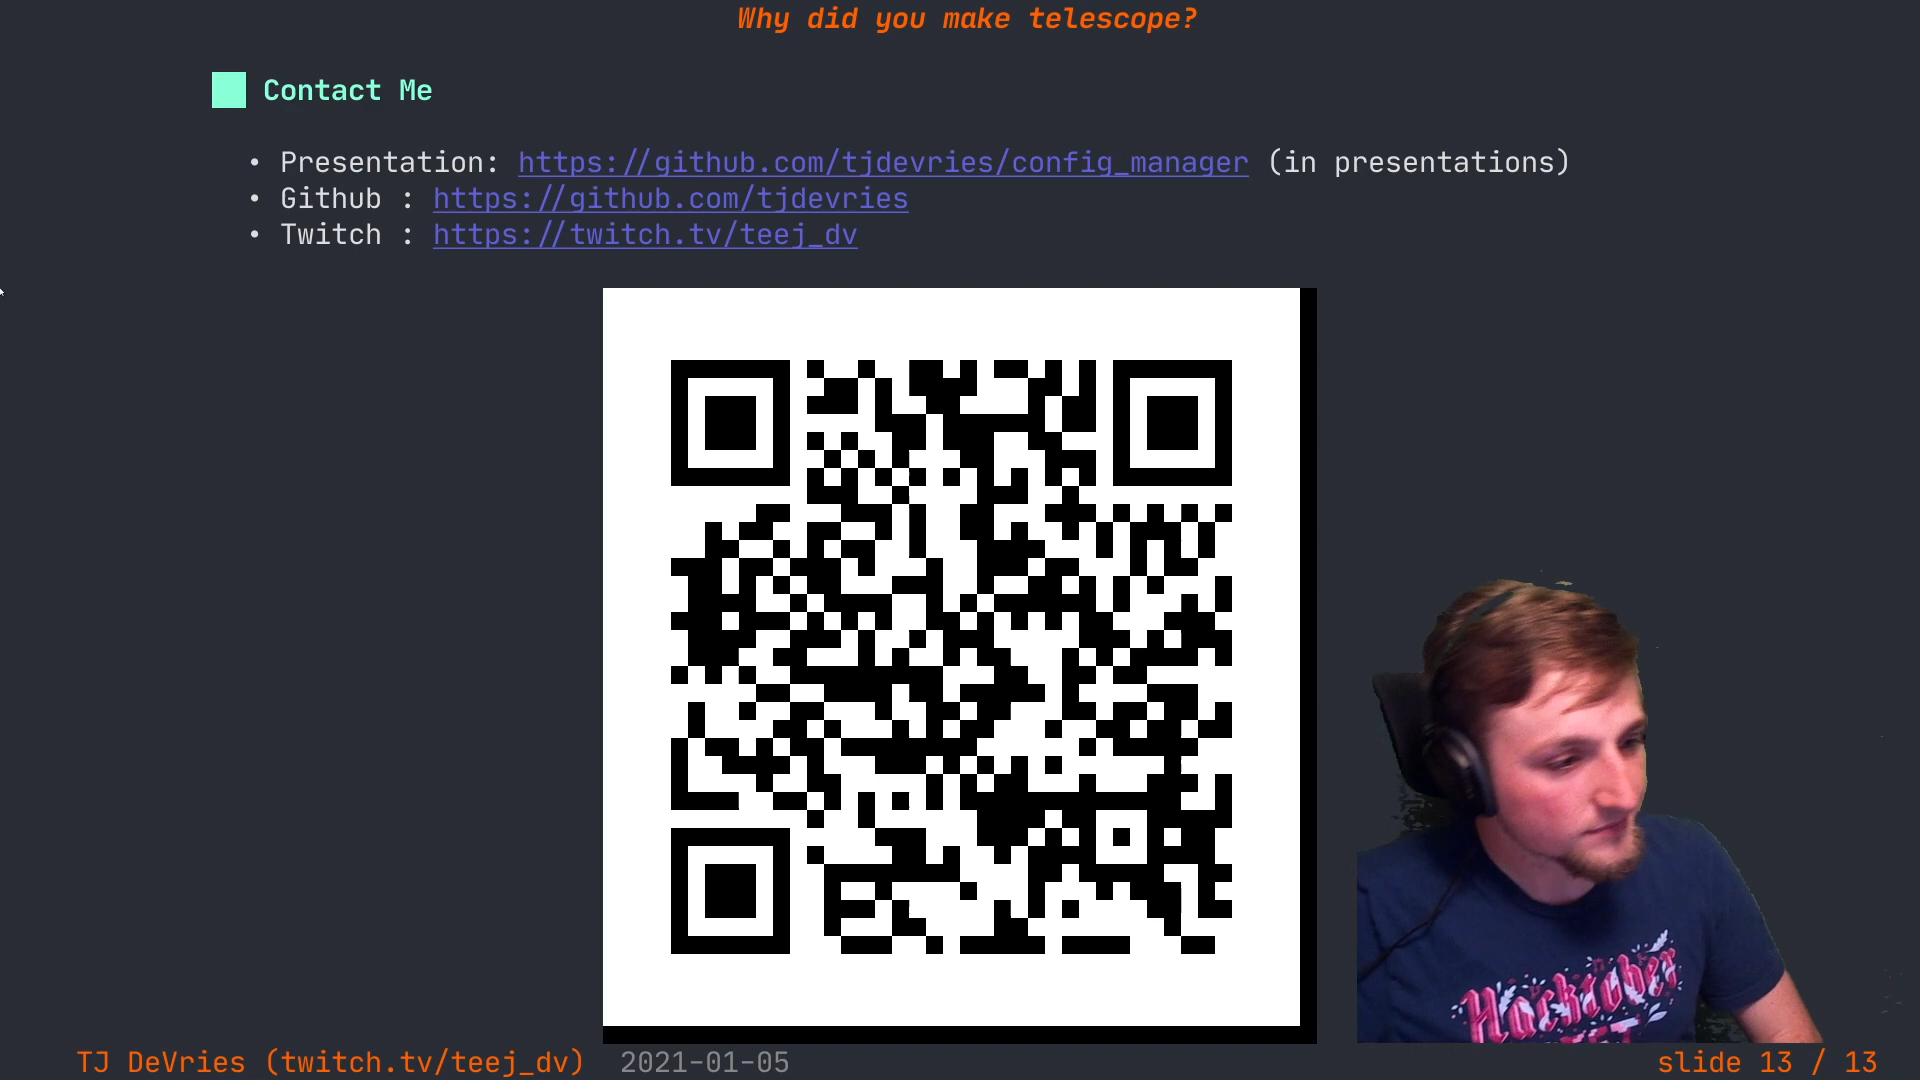 Why did you make telescope?
Contact Me
• Presentation: https://github.com/tjdevries/config_manager (in presentations)
• Github : https://github.com/tjdevries
• Twitch : https://twitch.tv/teej_dv
Hacktober
TJ DeVries (twitch.tv/teej_dv) 2021-01-05
slide 13 / 13